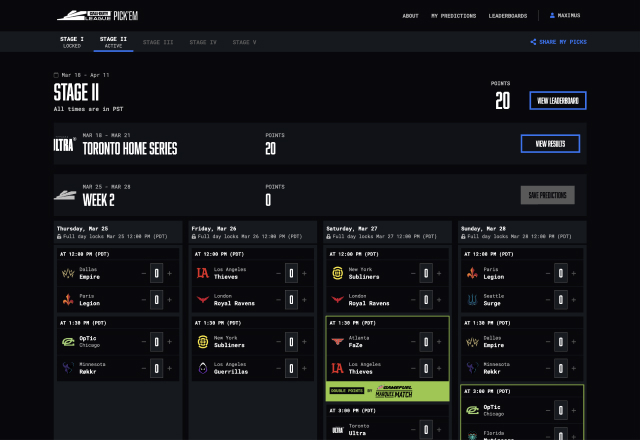 CALL OF DUTY
LEAGUE PICK'EM
ABOUT
MY PREDICTIONS
LEADERBOARDS
MAXIMUS
STAGE I
LOCKED
STAGE II
ACTIVE
STAGE III
STAGE IV
STAGE V
SHARE MY PICKS
Mar 18 - Apr 11
STAGE II
All times are in PST
POINTS
20
VIEW LEADERBOARD
ULTRA
MAR 18 - MAR 21
TORONTO HOME SERIES
POINTS
20
VIEW RESULTS
MAR 25 - MAR 28
WEEK 2
POINTS
0
SAVE PREDICTIONS
Thursday, Mar 25
Full day locks Mar 25 12:00 PM (PDT)
AT 12:00 PM (PDT)
Dallas
Empire
− 0 +
Paris
Legion
− 0 +
AT 1:30 PM (PDT)
OpTic
Chicago
− 0 +
Minnesota
Røkkr
− 0 +
Friday, Mar 26
Full day locks Mar 26 12:00 PM (PDT)
AT 12:00 PM (PDT)
Los Angeles
Thieves
− 0 +
London
Royal Ravens
− 0 +
AT 1:30 PM (PDT)
New York
Subliners
− 0 +
Los Angeles
Guerrillas
− 0 +
Saturday, Mar 27
Full day locks Mar 27 12:00 PM (PDT)
AT 12:00 PM (PDT)
New York
Subliners
− 0 +
London
Royal Ravens
− 0 +
AT 1:30 PM (PDT)
Atlanta
FaZe
− 0 +
Los Angeles
Thieves
− 0 +
DOUBLE POINTS BY GAMEFUEL
MARQUEE MATCH
AT 3:00 PM (PDT)
ULTRA
Toronto
Ultra
− 0 +
Sunday, Mar 28
Full day locks Mar 28 12:00 PM (PDT)
AT 12:00 PM (PDT)
Paris
Legion
− 0 +
Seattle
Surge
− 0 +
AT 1:30 PM (PDT)
Dallas
Empire
− 0 +
Minnesota
Røkkr
− 0 +
AT 3:00 PM (PDT)
OpTic
Chicago
− 0 +
Florida
− 0 +